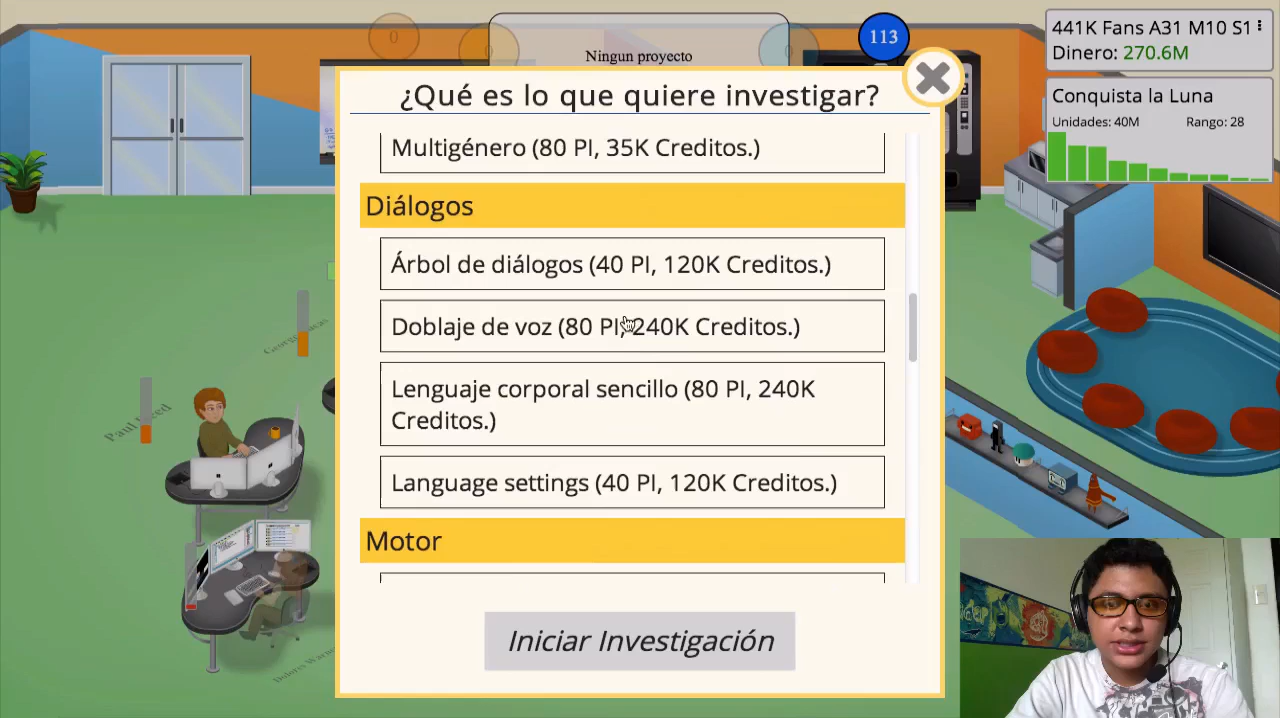 0
0
0
113
Ningun proyecto
441K Fans A31 M10 S1
Dinero: 270.6M
Conquista la Luna
Unidades: 40M
Rango: 28
¿Qué es lo que quiere investigar?
Multigénero (80 PI, 35K Creditos.)
Diálogos
Árbol de diálogos (40 PI, 120K Creditos.)
Doblaje de voz (80 PI, 240K Creditos.)
Lenguaje corporal sencillo (80 PI, 240K
Creditos.)
Language settings (40 PI, 120K Creditos.)
Motor
Iniciar Investigación